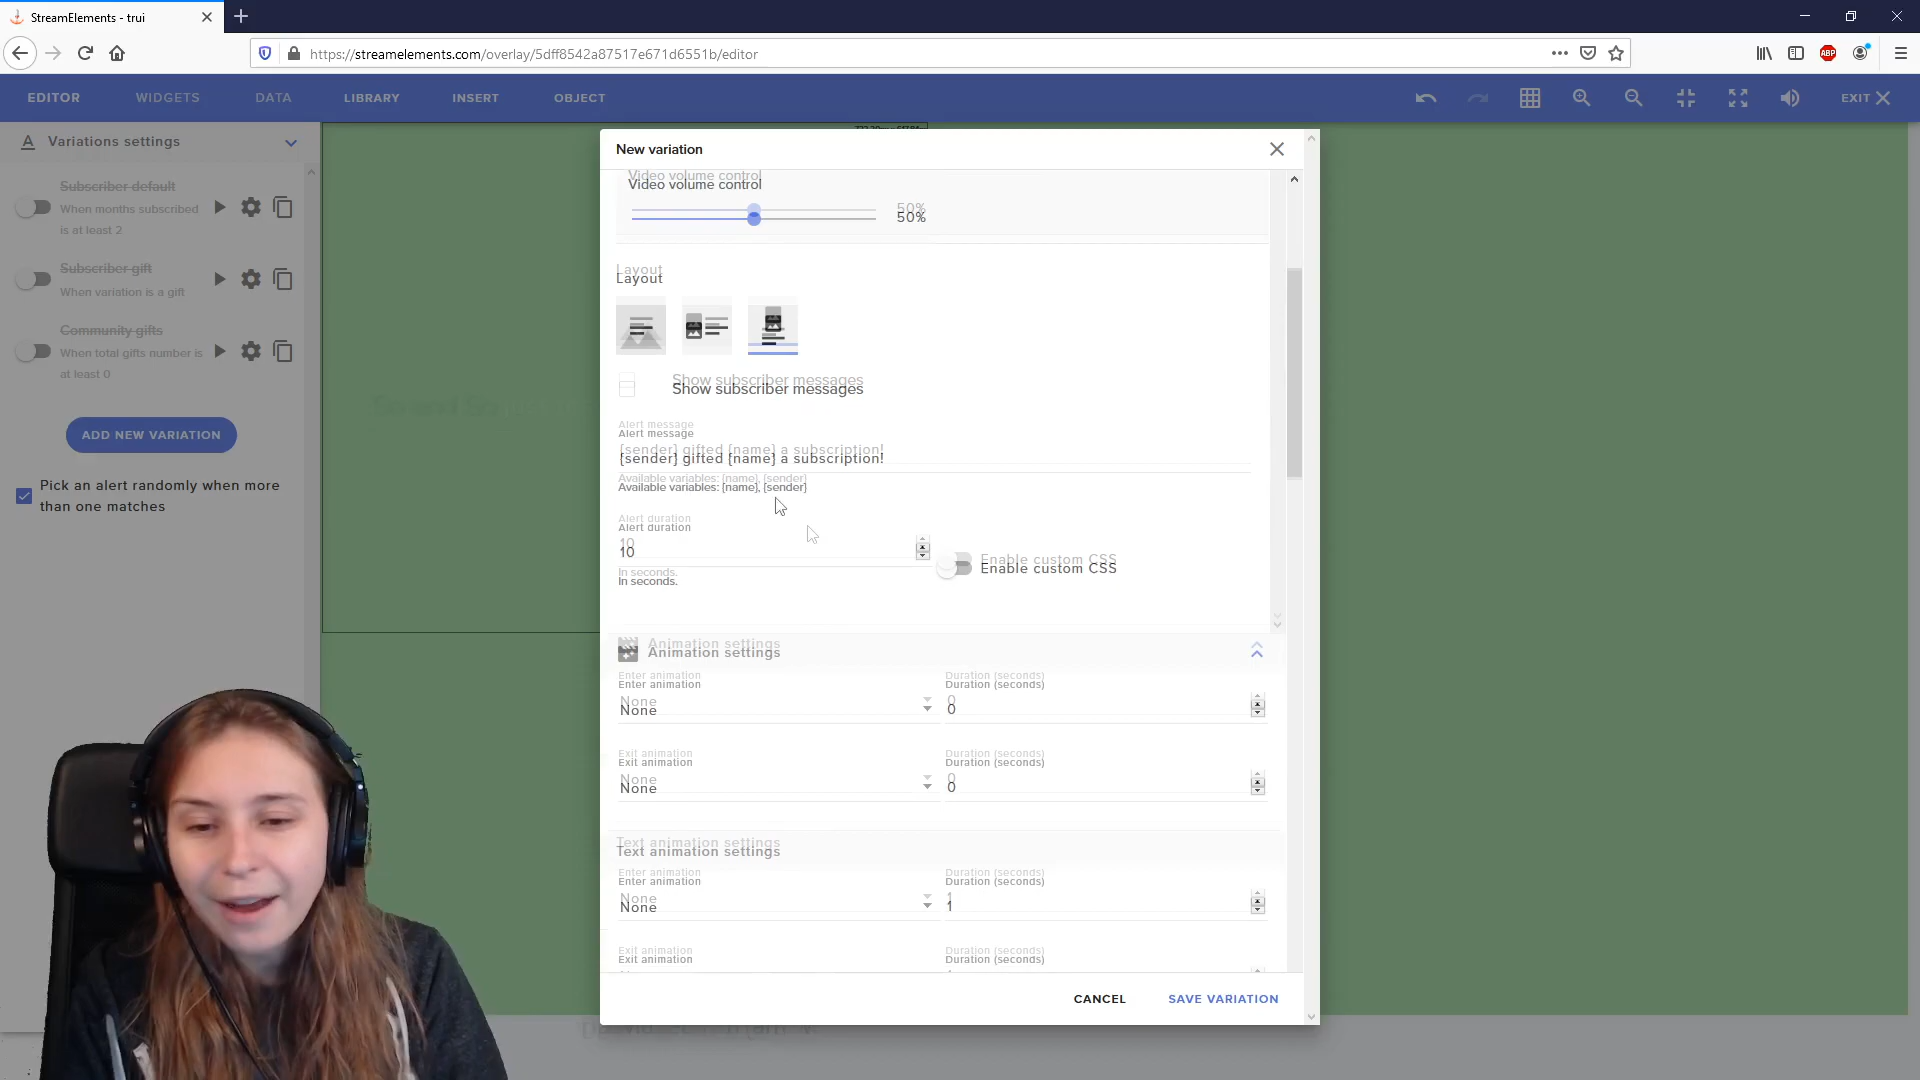 StreamElements - trui
https://streamelements.com/overlay/5dff8542a87517e671d6551b/editor
ABP
EDITOR
WIDGETS
DATA
LIBRARY
INSERT
OBJECT
EXIT
Variations settings
Subscriber default
When months subscribed
is at least 2
Subscriber gift
When variation is a gift
Community gifts
When total gifts number is
at least 0
ADD NEW VARIATION
Pick an alert randomly when more
than one matches
New variation
Video volume control
50%
Layout
Show subscriber messages
Alert message
{sender} gifted {name} a subscription!
Available variables: {name}, {sender}
Alert duration
10
In seconds.
Enable custom CSS
Animation settings
Enter animation
Duration (seconds)
None
0
Exit animation
Duration (seconds)
None
0
Text animation settings
Enter animation
Duration (seconds)
None
1
Exit animation
Duration (seconds)
CANCEL
SAVE VARIATION